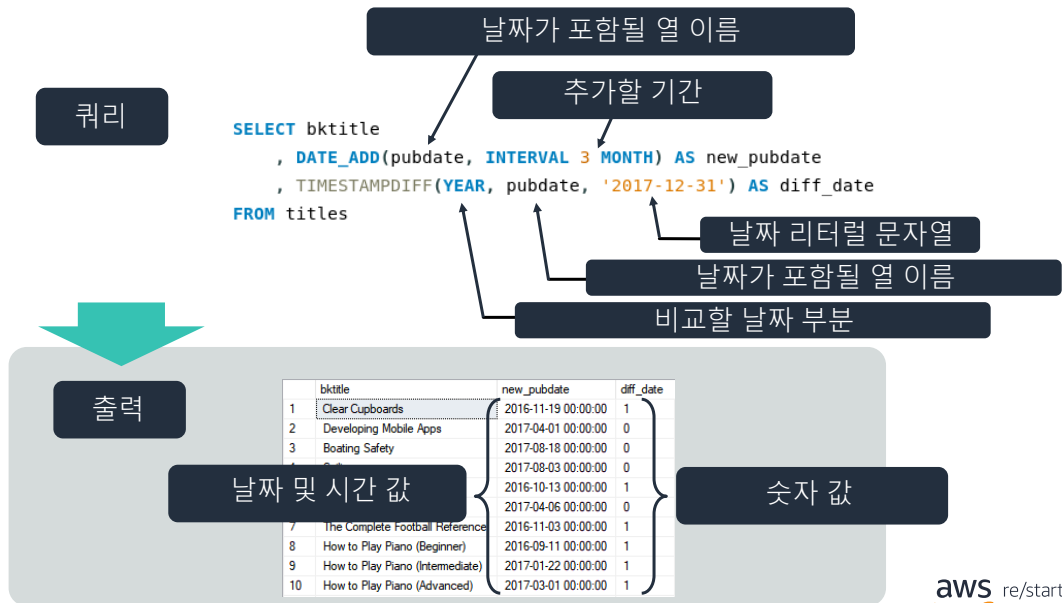 날짜가 포함될 열 이름
추가할 기간
쿼리
SELECT bktitle
, DATE_ADD(pubdate, INTERVAL 3 MONTH) AS new_pubdate
, TIMESTAMPDIFF(YEAR, pubdate, '2017-12-31') AS diff_date
FROM titles
날짜 리터럴 문자열
날짜가 포함될 열 이름
비교할 날짜 부분
출력
bktitle new_pubdate diff_date
1 Clear Cupboards 2016-11-19 00:00:00 1
2 Developing Mobile Apps 2017-04-01 00:00:00 0
3 Boating Safety 2017-08-18 00:00:00 0
2017-08-03 00:00:00 0
2016-10-13 00:00:00 1
2017-04-06 00:00:00 0
7 The Complete Football Reference 2016-11-03 00:00:00 1
8 How to Play Piano (Beginner) 2016-09-11 00:00:00 1
9 How to Play Piano (Intermediate) 2017-01-22 00:00:00 1
10 How to Play Piano (Advanced) 2017-03-01 00:00:00 1
날짜 및 시간 값
숫자 값
aws re/start